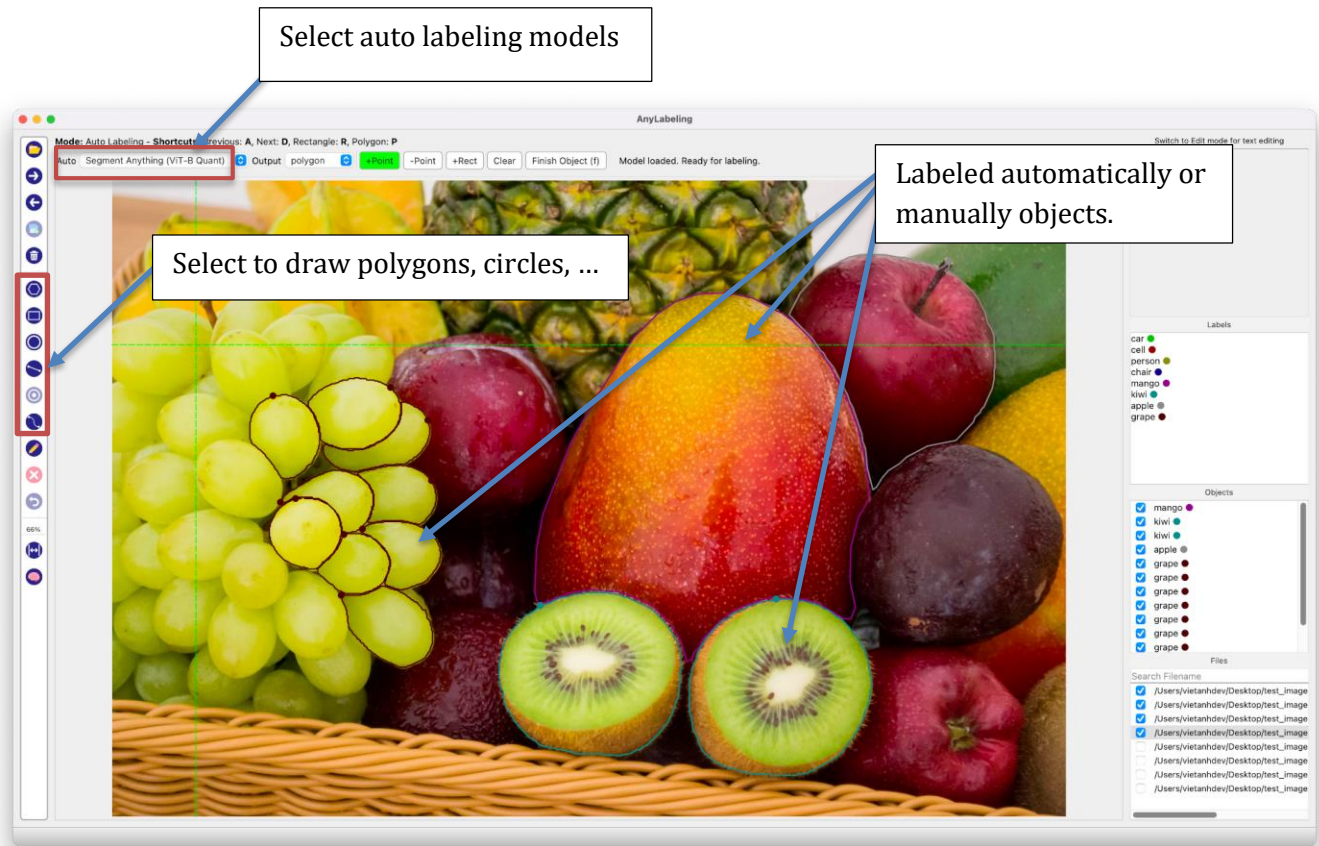 Select auto labeling models
AnyLabeling
Mode: Auto Labeling - Shortcuts: Previous: A, Next: D, Rectangle: R, Polygon: P
Switch to Edit mode for text editing
Auto Segment Anything (ViT-B Quant) Output polygon +Point -Point +Rect Clear Finish Object (f) Model loaded. Ready for labeling.
Labeled automatically or
manually objects.
Select to draw polygons, circles, ...
Labels
car
cell
person
chair
mango
kiwi
apple
grape
66%
Objects
mango
kiwi
kiwi
apple
grape
grape
grape
grape
grape
grape
grape
Files
Search Filename
/Users/vietanhdev/Desktop/test_image
/Users/vietanhdev/Desktop/test_image
/Users/vietanhdev/Desktop/test_image
/Users/vietanhdev/Desktop/test_image
/Users/vietanhdev/Desktop/test_image
/Users/vietanhdev/Desktop/test_image
/Users/vietanhdev/Desktop/test_image
/Users/vietanhdev/Desktop/test_image